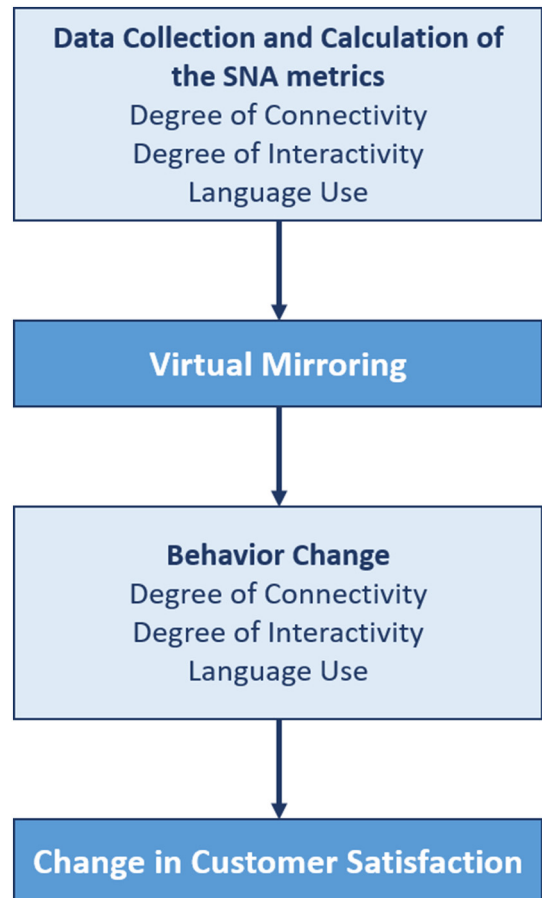 Data Collection and Calculation of
the SNA metrics
Degree of Connectivity
Degree of Interactivity
Language Use
Virtual Mirroring
Behavior Change
Degree of Connectivity
Degree of Interactivity
Language Use
Change in Customer Satisfaction